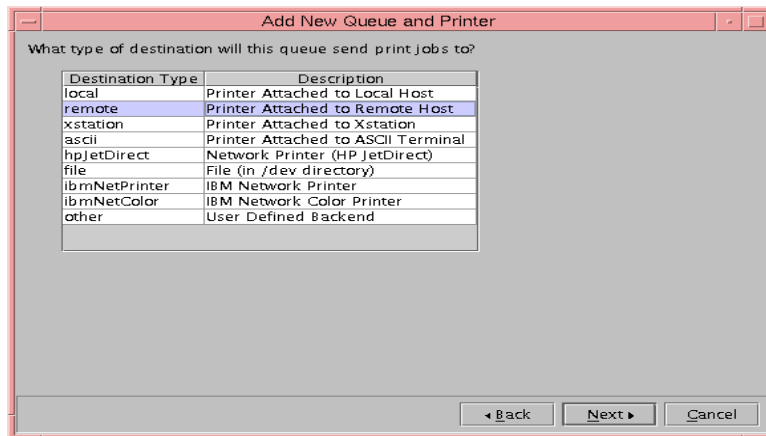 Add New Queue and Printer
What type of destination will this queue send print jobs to?
Destination Type Description
local Printer Attached to Local Host
remote Printer Attached to Remote Host
xstation Printer Attached to Xstation
ascii Printer Attached to ASCII Terminal
hpJetDirect Network Printer (HP JetDirect)
file File (in /dev directory)
ibmNetPrinter IBM Network Printer
ibmNetColor IBM Network Color Printer
other User Defined Backend
Back Next Cancel